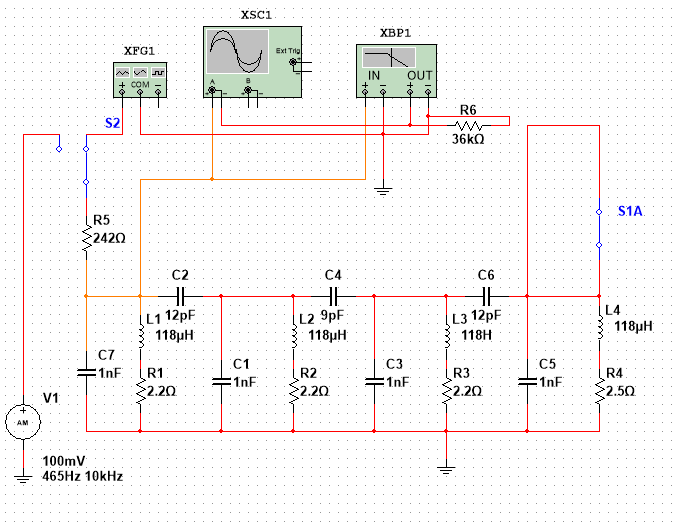 XSC1
XFG1
XBP1
Ext Trig
COM
A
B
IN
OUT
S2
R6
36kΩ
S1A
R5
242Ω
C2
12pF
C4
9pF
C6
12pF
L1
118µH
L2
118µH
L3
118H
L4
118µH
C7
1nF
R1
2.2Ω
C1
1nF
R2
2.2Ω
C3
1nF
R3
2.2Ω
C5
1nF
R4
2.5Ω
V1
AM
100mV
465Hz 10kHz